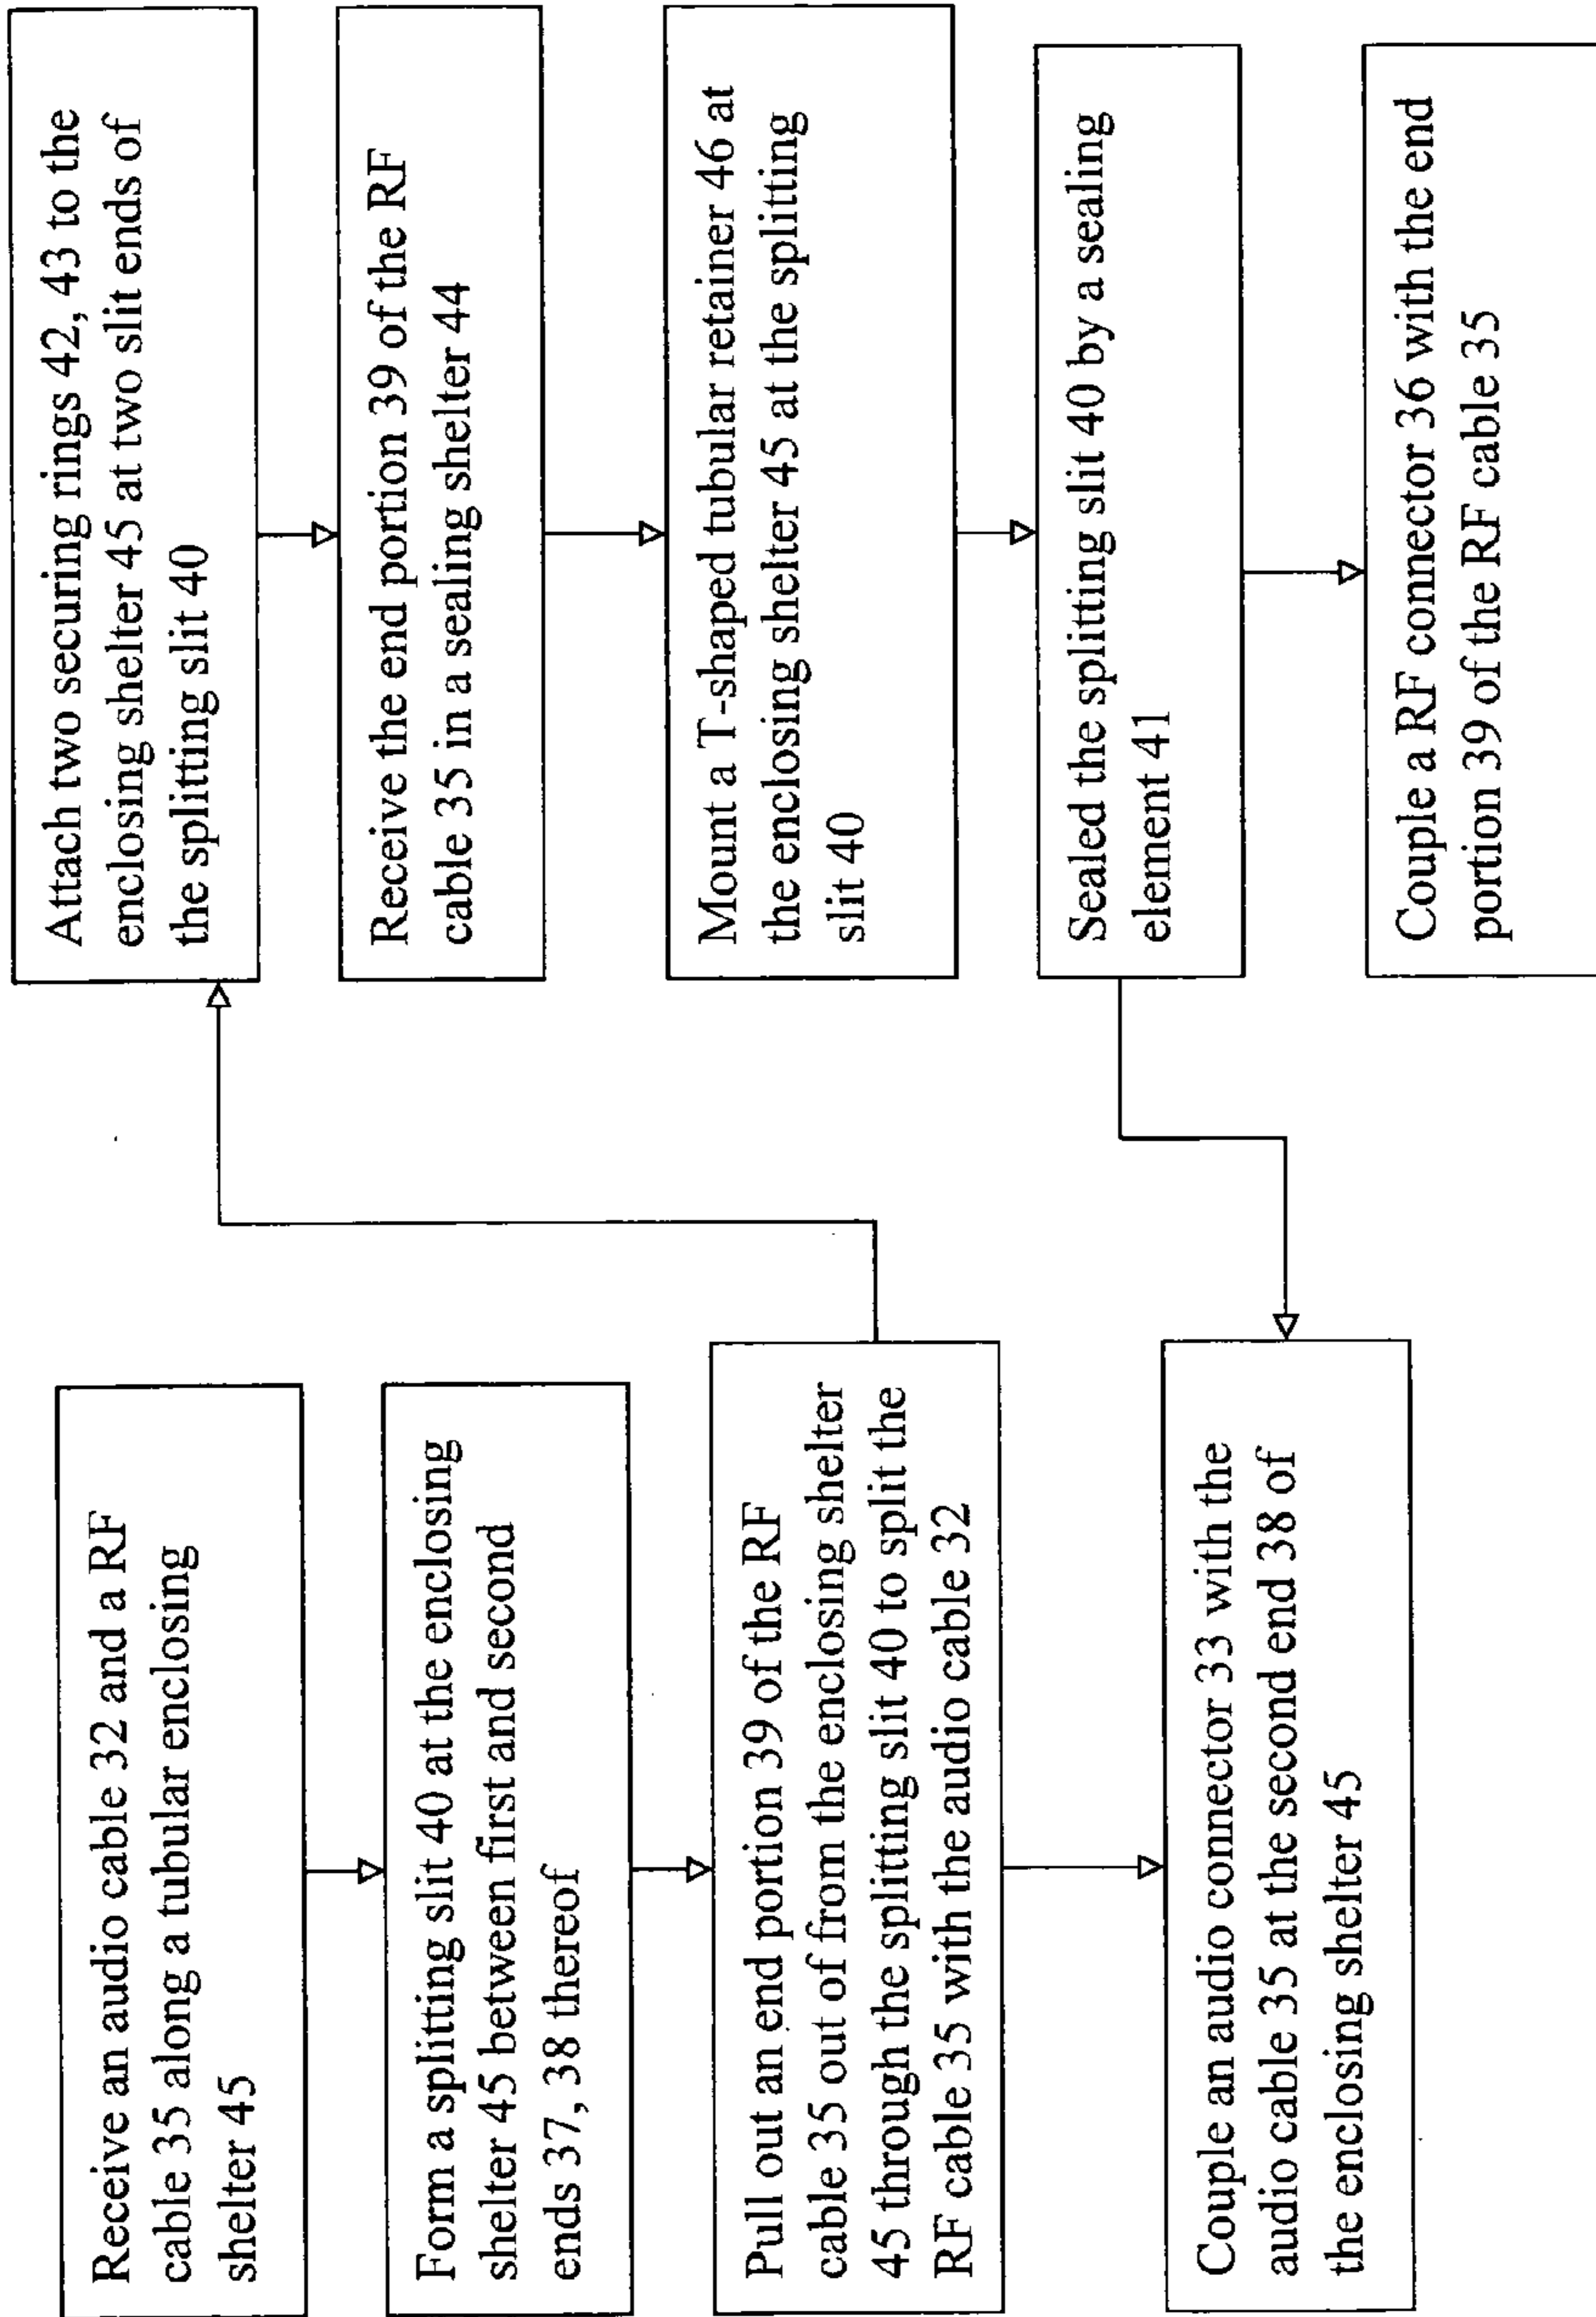 Receive an audio cable 32 and a RF
cable 35 along a tubular enclosing
shelter 45
Form a splitting slit 40 at the enclosing
shelter 45 between first and second
ends 37, 38 thereof
Pull out an end portion 39 of the RF
cable 35 out of from the enclosing shelter
45 through the splitting slit 40 to split the
RF cable 35 with the audio cable 32
Couple an audio connector 33 with the
audio cable 35 at the second end 38 of
the enclosing shelter 45
Attach two securing rings 42, 43 to the
enclosing shelter 45 at two slit ends of
the splitting slit 40
Receive the end portion 39 of the RF
cable 35 in a sealing shelter 44
Mount a T-shaped tubular retainer 46 at
the enclosing shelter 45 at the splitting
slit 40
Sealed the splitting slit 40 by a sealing
element 41
Couple a RF connector 36 with the end
portion 39 of the RF cable 35